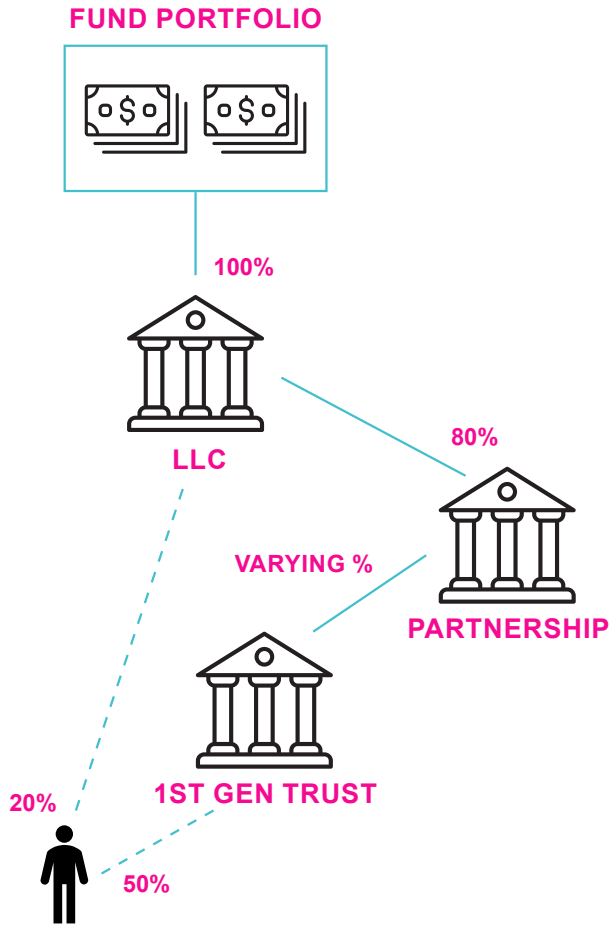 FUND PORTFOLIO
$ $
100%
LLC
80%
VARYING %
PARTNERSHIP
1ST GEN TRUST
20%
50%